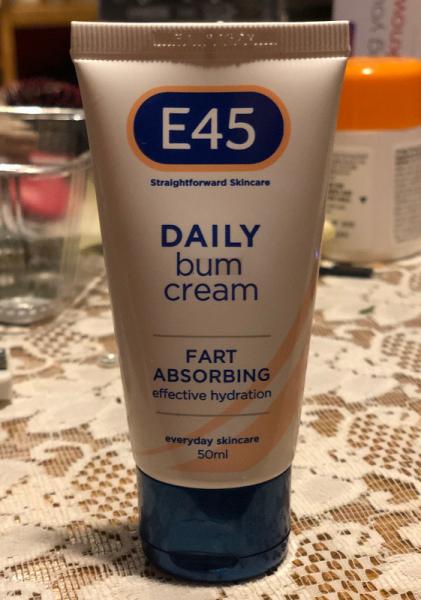 E45
Straightforward Skincare
DAILY
bum
cream
FART
ABSORBING
effective hydration
everyday skincare
50ml